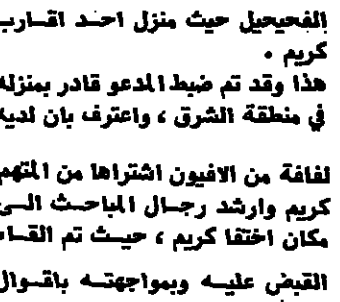 الفحيحيل حيث منزل احد اقارب
كريم .
هذا وقد تم ضبط المدعو قادر بمنزله
في منطقة الشرق ، واعترف بان لديه
لفافة من الافيون اشتراها من المتهم
كريم وارشد رجال المباحث الى
مكان اختفا كريم ، حيث تم القاء
القبض عليه وبمواجهته باقوال